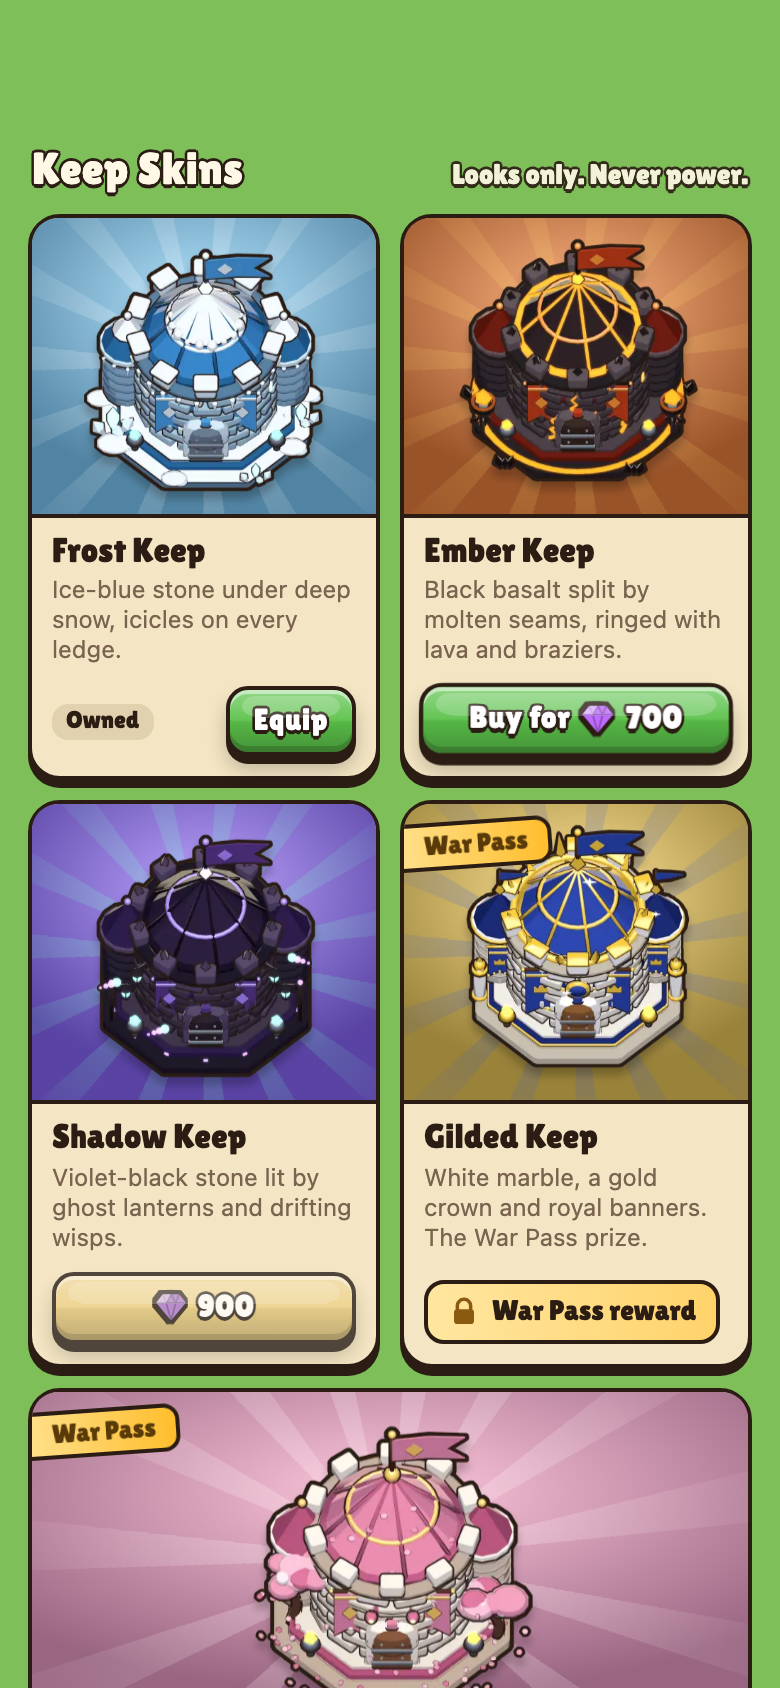 Keep Skins
Looks only. Never power.
Frost Keep
Ice-blue stone under deep
snow, icicles on every
ledge.
Owned
Equip
Ember Keep
Black basalt split by
molten seams, ringed with
lava and braziers.
Buy for 700
Shadow Keep
Violet-black stone lit by
ghost lanterns and drifting
wisps.
900
War Pass
Gilded Keep
White marble, a gold
crown and royal banners.
The War Pass prize.
War Pass reward
War Pass